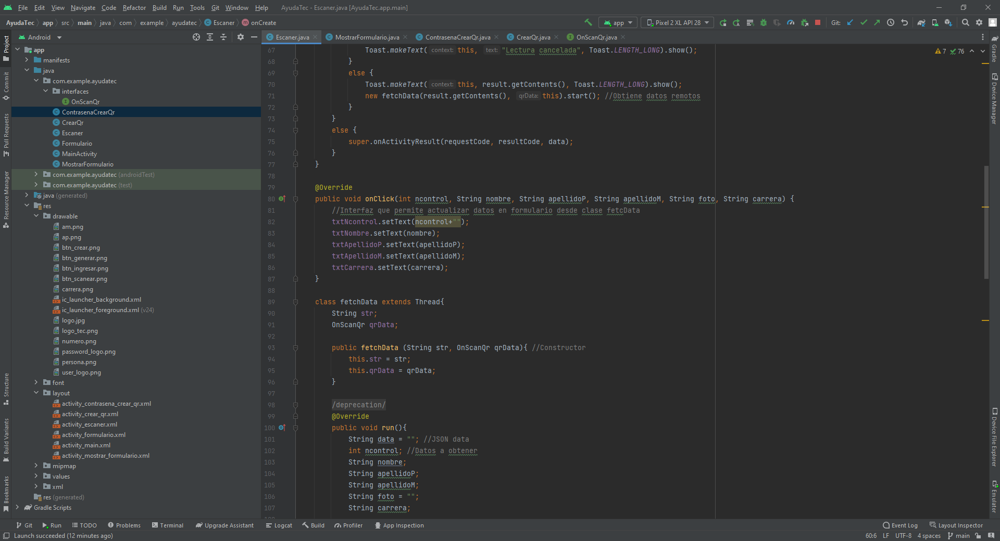 File Edit View Navigate Code Refactor Build Run Tools Git Window Help AyudaTec - Escaner.java [AyudaTec.app.main]
AyudaTec app src main java com example ayudatec Escaner onCreate
app Pixel 2 XL API 28 Git:
Android
Escaner.java MostrarFormulario.java ContrasenaCrearQr.java CrearQr.java OnScanQr.java
Project
Commit
Pull Requests
Resource Manager
Structure
Build Variants
Bookmarks
app
manifests
java
com.example.ayudatec
interfaces
OnScanQr
ContrasenaCrearQr
CrearQr
Escaner
Formulario
MainActivity
MostrarFormulario
com.example.ayudatec (androidTest)
com.example.ayudatec (test)
java (generated)
res
drawable
am.png
ap.png
btn_crear.png
btn_generar.png
btn_ingresar.png
btn_scanear.png
carrera.png
ic_launcher_background.xml
ic_launcher_foreground.xml (v24)
logo.jpg
logo_tec.png
numero.png
password_logo.png
persona.png
user_logo.png
font
layout
activity_contrasena_crear_qr.xml
activity_crear_qr.xml
activity_escaner.xml
activity_formulario.xml
activity_main.xml
activity_mostrar_formulario.xml
mipmap
values
xml
res (generated)
Gradle Scripts
7 76
67 Toast.makeText( context: this, text: "Lectura cancelada", Toast.LENGTH_LONG).show();
68 }
69 else {
70 Toast.makeText( context: this, result.getContents(), Toast.LENGTH_LONG).show();
71 new fetchData(result.getContents(), qrData: this).start(); //Obtiene datos remotos
72 }
73 }
74 else {
75 super.onActivityResult(requestCode, resultCode, data);
76 }
77 }
78
79 @Override
80 public void onClick(int ncontrol, String nombre, String apellidoP, String apellidoM, String foto, String carrera) {
81 //Interfaz que permite actualizar datos en formulario desde clase fetcData
82 txtNcontrol.setText(ncontrol+"");
83 txtNombre.setText(nombre);
84 txtApellidoP.setText(apellidoP);
85 txtApellidoM.setText(apellidoM);
86 txtCarrera.setText(carrera);
87 }
88
89 class fetchData extends Thread{
90 String str;
91 OnScanQr qrData;
92
93 public fetchData (String str, OnScanQr qrData){ //Constructor
94 this.str = str;
95 this.qrData = qrData;
96 }
97
98 /deprecation/
99 @Override
100 public void run(){
101 String data = ""; //JSON data
102 int ncontrol; //Datos a obtener
103 String nombre;
104 String apellidoP;
105 String apellidoM;
106 String foto = "";
107 String carrera;
Gradle
Device Manager
Device File Explorer
Emulator
Git Run TODO Problems Terminal Upgrade Assistant Logcat Build Profiler App Inspection Event Log Layout Inspector
Launch succeeded (12 minutes ago) 60:6 LF UTF-8 4 spaces main